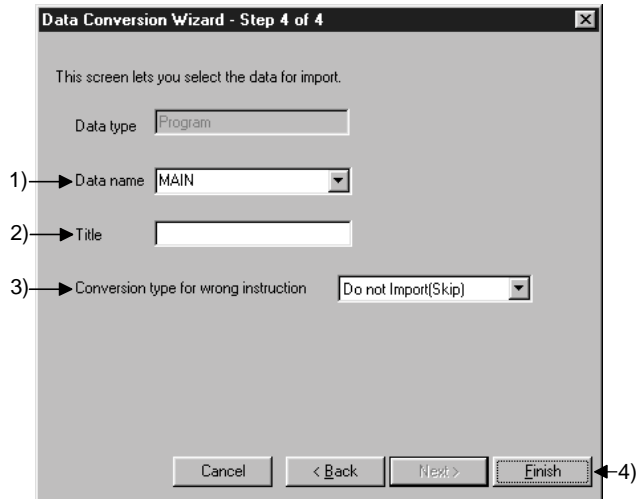 Data Conversion Wizard - Step 4 of 4
This screen lets you select the data for import.
Data type Program
1) Data name MAIN
2) Title
3) Conversion type for wrong instruction Do not Import(Skip)
Cancel < Back Next > Finish 4)